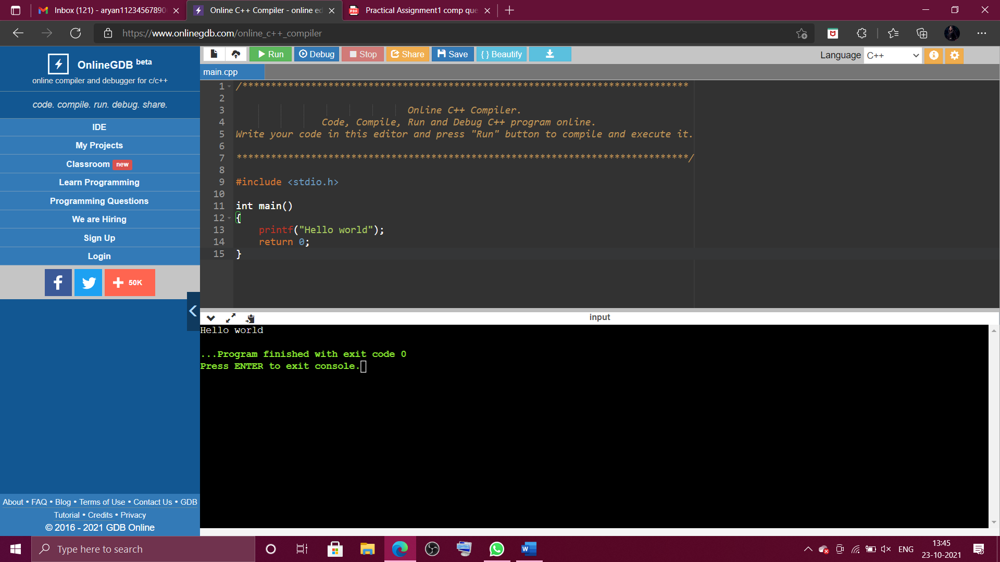 Inbox (121) - aryan11234567890
Online C++ Compiler - online ed
Practical Assignment1 comp que
https://www.onlinegdb.com/online_c++_compiler
OnlineGDB beta
online compiler and debugger for c/c++
code. compile. run. debug. share.
IDE
My Projects
Classroom new
Learn Programming
Programming Questions
We are Hiring
Sign Up
Login
50K
About • FAQ • Blog • Terms of Use • Contact Us • GDB
Tutorial • Credits • Privacy
© 2016 - 2021 GDB Online
Run Debug Stop Share Save { } Beautify
Language C++
main.cpp
1 /******************************************************************************
2
3 Online C++ Compiler.
4 Code, Compile, Run and Debug C++ program online.
5 Write your code in this editor and press "Run" button to compile and execute it.
6
7 *******************************************************************************/
8
9 #include <stdio.h>
10
11 int main()
12 {
13 printf("Hello world");
14 return 0;
15 }
input
Hello world
...Program finished with exit code 0
Press ENTER to exit console.
Type here to search
ENG
13:45
23-10-2021